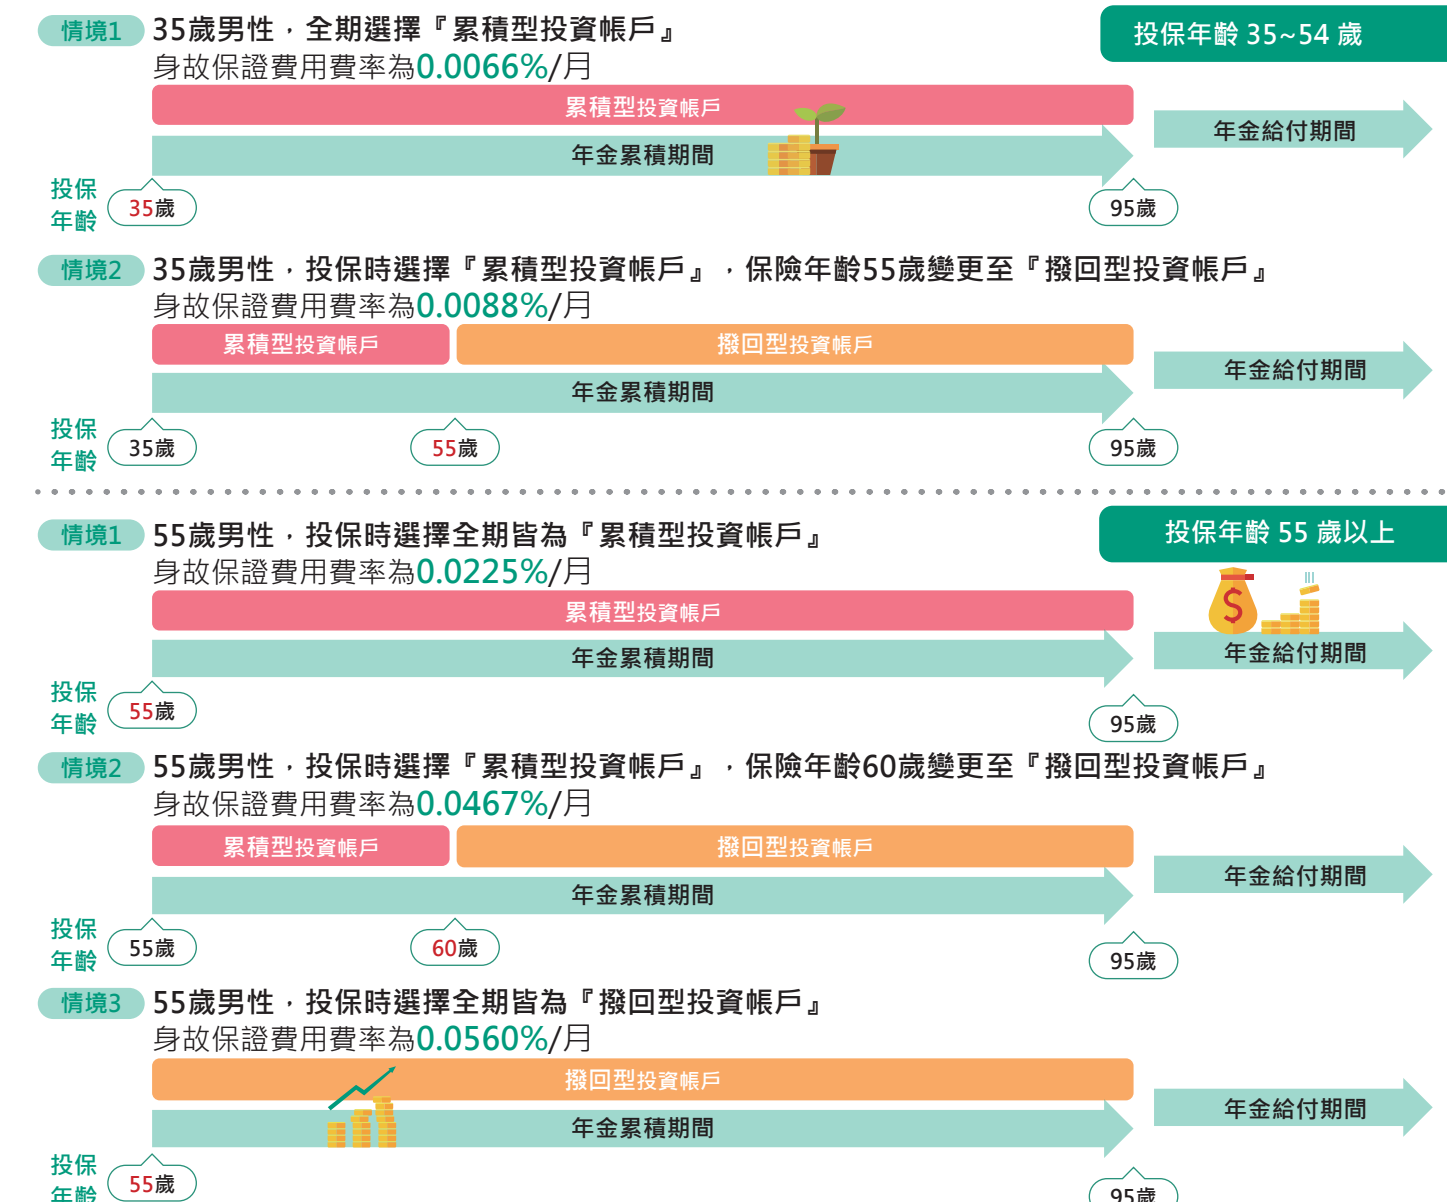 情境1 35歲男性，全期選擇『累積型投資帳戶』
投保年齡 35~54 歲
身故保證費用費率為0.0066%/月
累積型投資帳戶
年金累積期間
年金給付期間
投保
年齡
35歲
95歲
情境2 35歲男性，投保時選擇『累積型投資帳戶』，保險年齡55歲變更至『撥回型投資帳戶』
身故保證費用費率為0.0088%/月
累積型投資帳戶
撥回型投資帳戶
年金累積期間
年金給付期間
投保
年齡
35歲
55歲
95歲
情境1 55歲男性，投保時選擇全期皆為『累積型投資帳戶』
投保年齡 55 歲以上
身故保證費用費率為0.0225%/月
累積型投資帳戶
年金累積期間
年金給付期間
投保
年齡
55歲
95歲
情境2 55歲男性，投保時選擇『累積型投資帳戶』，保險年齡60歲變更至『撥回型投資帳戶』
身故保證費用費率為0.0467%/月
累積型投資帳戶
撥回型投資帳戶
年金累積期間
年金給付期間
投保
年齡
55歲
60歲
95歲
情境3 55歲男性，投保時選擇全期皆為『撥回型投資帳戶』
身故保證費用費率為0.0560%/月
撥回型投資帳戶
年金累積期間
年金給付期間
投保
年齡
55歲
95歲